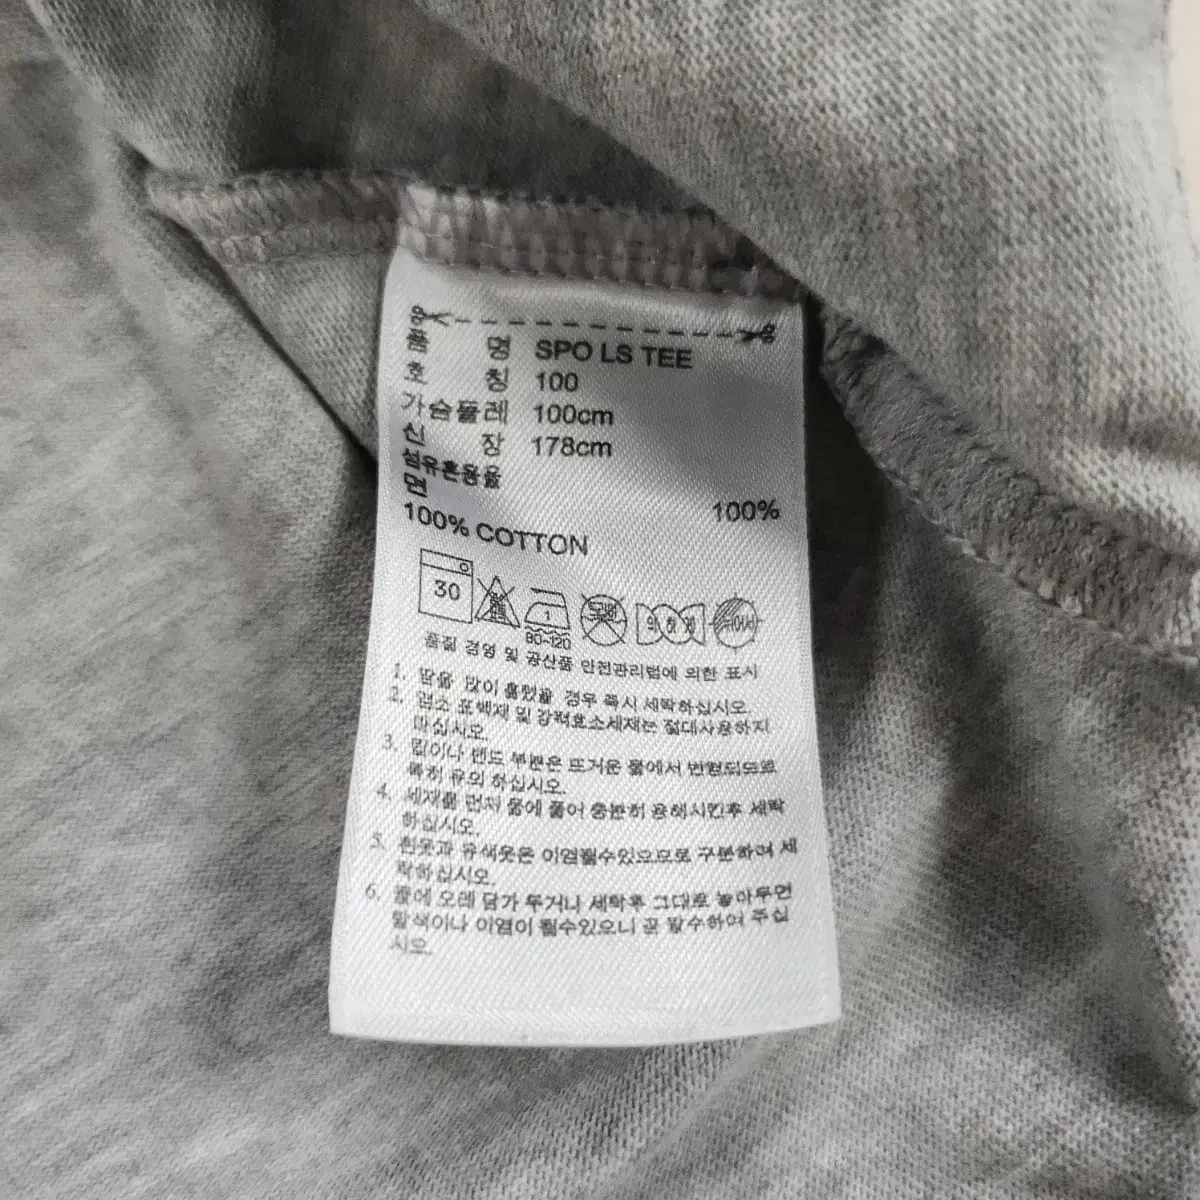 품 명 SPO LS TEE
호 칭 100
가슴둘레 100cm
신 장 178cm
섬유혼용율
면 100%
100% COTTON
30
1
80~120
품질 경영 및 공산품 안전관리법에 의한 표시
1. 땀을 많이 흘렸을 경우 즉시 세탁하십시오.
2. 염소 표백제 및 강력효소세제는 절대사용하지
마십시오.
3. 립이나 밴드 부분은 뜨거운 물에서 변형되므로
특히 유의 하십시오.
4. 세제를 먼저 물에 풀어 충분히 용해시킨후 세탁
하십시오.
5. 흰옷과 유색옷은 이염될수있으므로 구분하여 세
탁하십시오.
6. 물에 오래 담가 두거나 세탁후 그대로 놓아두면
탈색이나 이염이 될수있으니 곧 탈수하여 주십
시오.